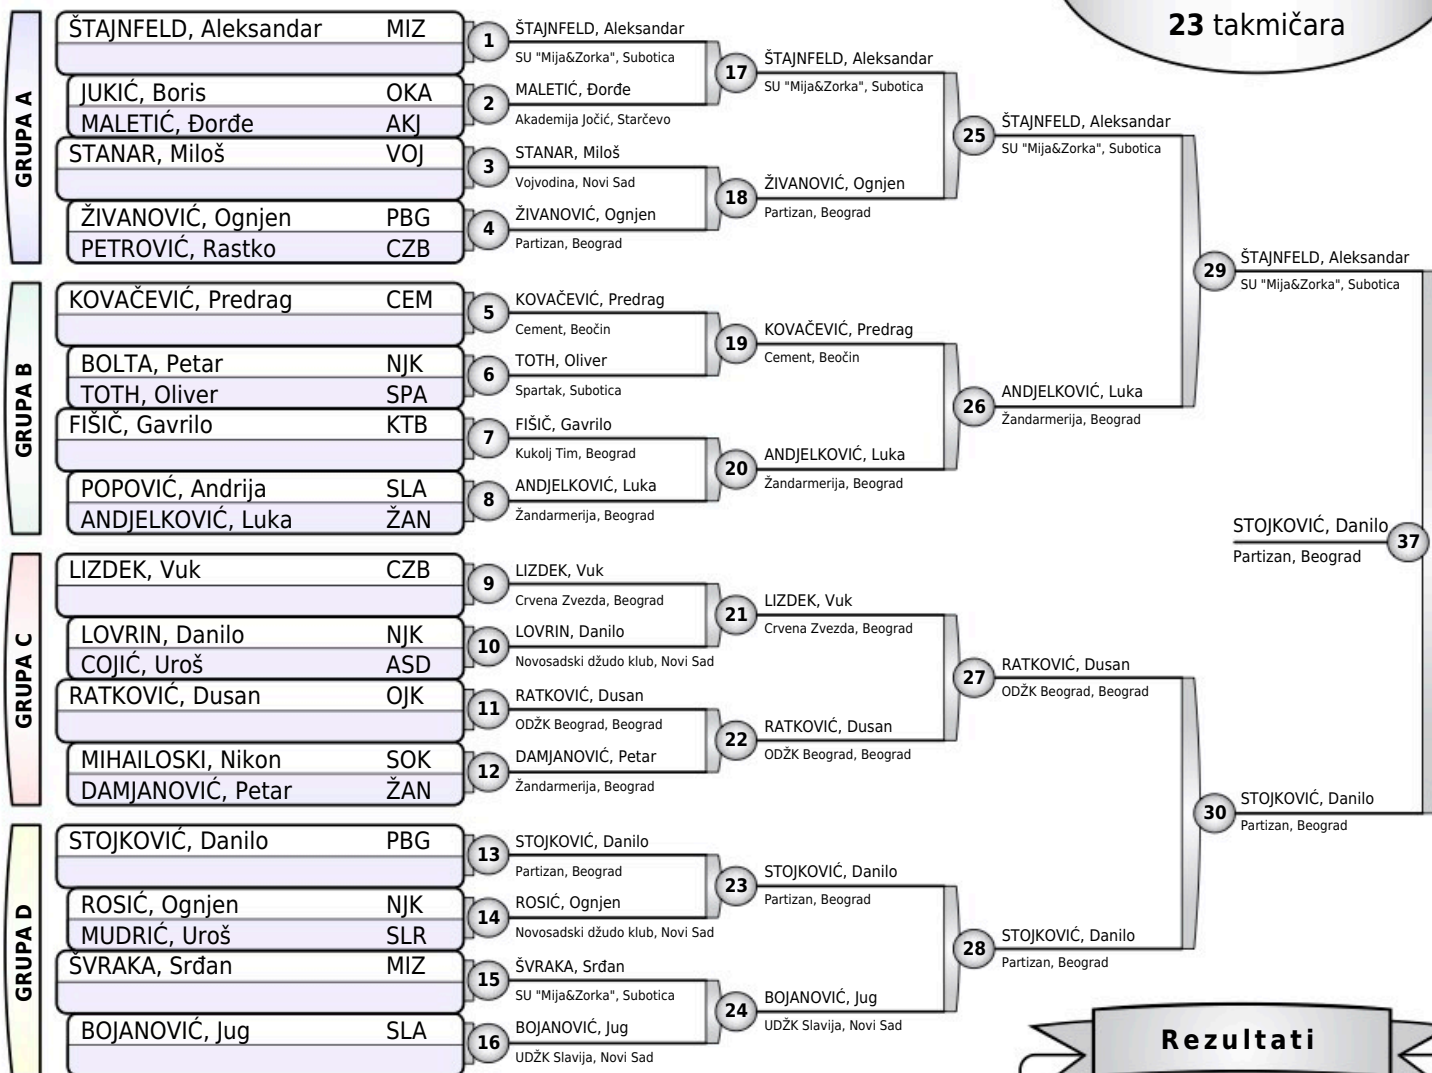 23 takmičara
GRUPA A
ŠTAJNFELD, Aleksandar MIZ
JUKIĆ, Boris OKA
MALETIĆ, Đorđe AKJ
STANAR, Miloš VOJ
ŽIVANOVIĆ, Ognjen PBG
PETROVIĆ, Rastko CZB
GRUPA B
KOVAČEVIĆ, Predrag CEM
BOLTA, Petar NJK
TOTH, Oliver SPA
FIŠIČ, Gavrilo KTB
POPOVIĆ, Andrija SLA
ANDJELKOVIĆ, Luka ŽAN
GRUPA C
LIZDEK, Vuk CZB
LOVRIN, Danilo NJK
COJIĆ, Uroš ASD
RATKOVIĆ, Dusan OJK
MIHAILOSKI, Nikon SOK
DAMJANOVIĆ, Petar ŽAN
GRUPA D
STOJKOVIĆ, Danilo PBG
ROSIĆ, Ognjen NJK
MUDRIĆ, Uroš SLR
ŠVRAKA, Srđan MIZ
BOJANOVIĆ, Jug SLA
1 ŠTAJNFELD, Aleksandar
SU "Mija&Zorka", Subotica
2 MALETIĆ, Đorđe
Akademija Jočić, Starčevo
3 STANAR, Miloš
Vojvodina, Novi Sad
4 ŽIVANOVIĆ, Ognjen
Partizan, Beograd
5 KOVAČEVIĆ, Predrag
Cement, Beočin
6 TOTH, Oliver
Spartak, Subotica
7 FIŠIČ, Gavrilo
Kukolj Tim, Beograd
8 ANDJELKOVIĆ, Luka
Žandarmerija, Beograd
9 LIZDEK, Vuk
Crvena Zvezda, Beograd
10 LOVRIN, Danilo
Novosadski džudo klub, Novi Sad
11 RATKOVIĆ, Dusan
ODŽK Beograd, Beograd
12 DAMJANOVIĆ, Petar
Žandarmerija, Beograd
13 STOJKOVIĆ, Danilo
Partizan, Beograd
14 ROSIĆ, Ognjen
Novosadski džudo klub, Novi Sad
15 ŠVRAKA, Srđan
SU "Mija&Zorka", Subotica
16 BOJANOVIĆ, Jug
UDŽK Slavija, Novi Sad
17 ŠTAJNFELD, Aleksandar
SU "Mija&Zorka", Subotica
18 ŽIVANOVIĆ, Ognjen
Partizan, Beograd
19 KOVAČEVIĆ, Predrag
Cement, Beočin
20 ANDJELKOVIĆ, Luka
Žandarmerija, Beograd
21 LIZDEK, Vuk
Crvena Zvezda, Beograd
22 RATKOVIĆ, Dusan
ODŽK Beograd, Beograd
23 STOJKOVIĆ, Danilo
Partizan, Beograd
24 BOJANOVIĆ, Jug
UDŽK Slavija, Novi Sad
25 ŠTAJNFELD, Aleksandar
SU "Mija&Zorka", Subotica
26 ANDJELKOVIĆ, Luka
Žandarmerija, Beograd
27 RATKOVIĆ, Dusan
ODŽK Beograd, Beograd
28 STOJKOVIĆ, Danilo
Partizan, Beograd
29 ŠTAJNFELD, Aleksandar
SU "Mija&Zorka", Subotica
30 STOJKOVIĆ, Danilo
Partizan, Beograd
STOJKOVIĆ, Danilo 37
Partizan, Beograd
Rezultati